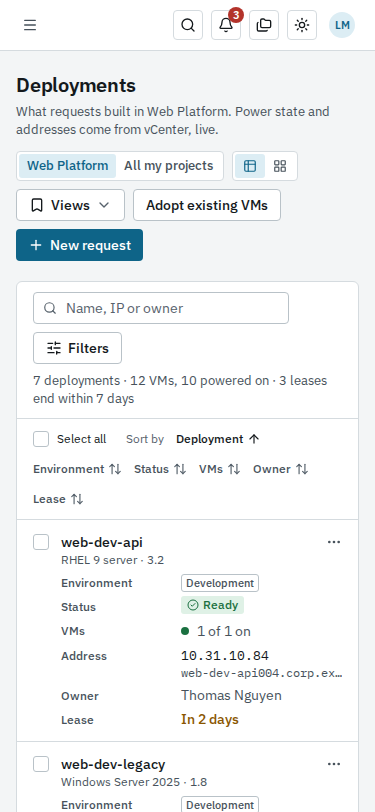 3
LM
Deployments
What requests built in Web Platform. Power state and
addresses come from vCenter, live.
Web Platform All my projects
Views Adopt existing VMs
New request
Name, IP or owner
Filters
7 deployments · 12 VMs, 10 powered on · 3 leases
end within 7 days
Select all Sort by Deployment
Environment Status VMs Owner
Lease
web-dev-api
RHEL 9 server · 3.2
Environment Development
Status Ready
VMs 1 of 1 on
Address 10.31.10.84
web-dev-api004.corp.ex…
Owner Thomas Nguyen
Lease In 2 days
web-dev-legacy
Windows Server 2025 · 1.8
Environment Development